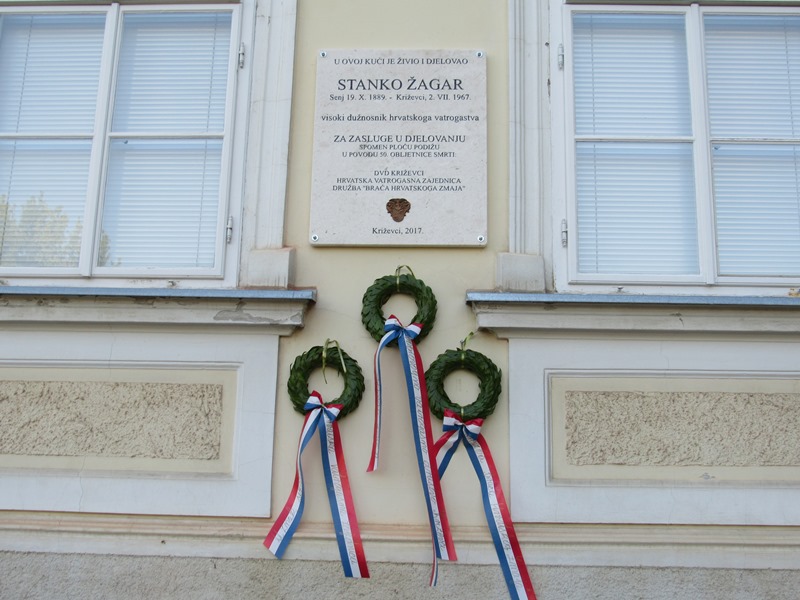 U OVOJ KUĆI JE ŽIVIO I DJELOVAO
STANKO ŽAGAR
Senj 19. X. 1889. - Križevci, 2. VII. 1967.
visoki dužnosnik hrvatskoga vatrogastva
ZA ZASLUGE U DJELOVANJU
SPOMEN PLOČU PODIŽU
U POVODU 50. OBLJETNICE SMRTI
DVD KRIŽEVCI
HRVATSKA VATROGASNA ZAJEDNICA
DRUŽBA "BRAĆA HRVATSKOGA ZMAJA"
Križevci, 2017.